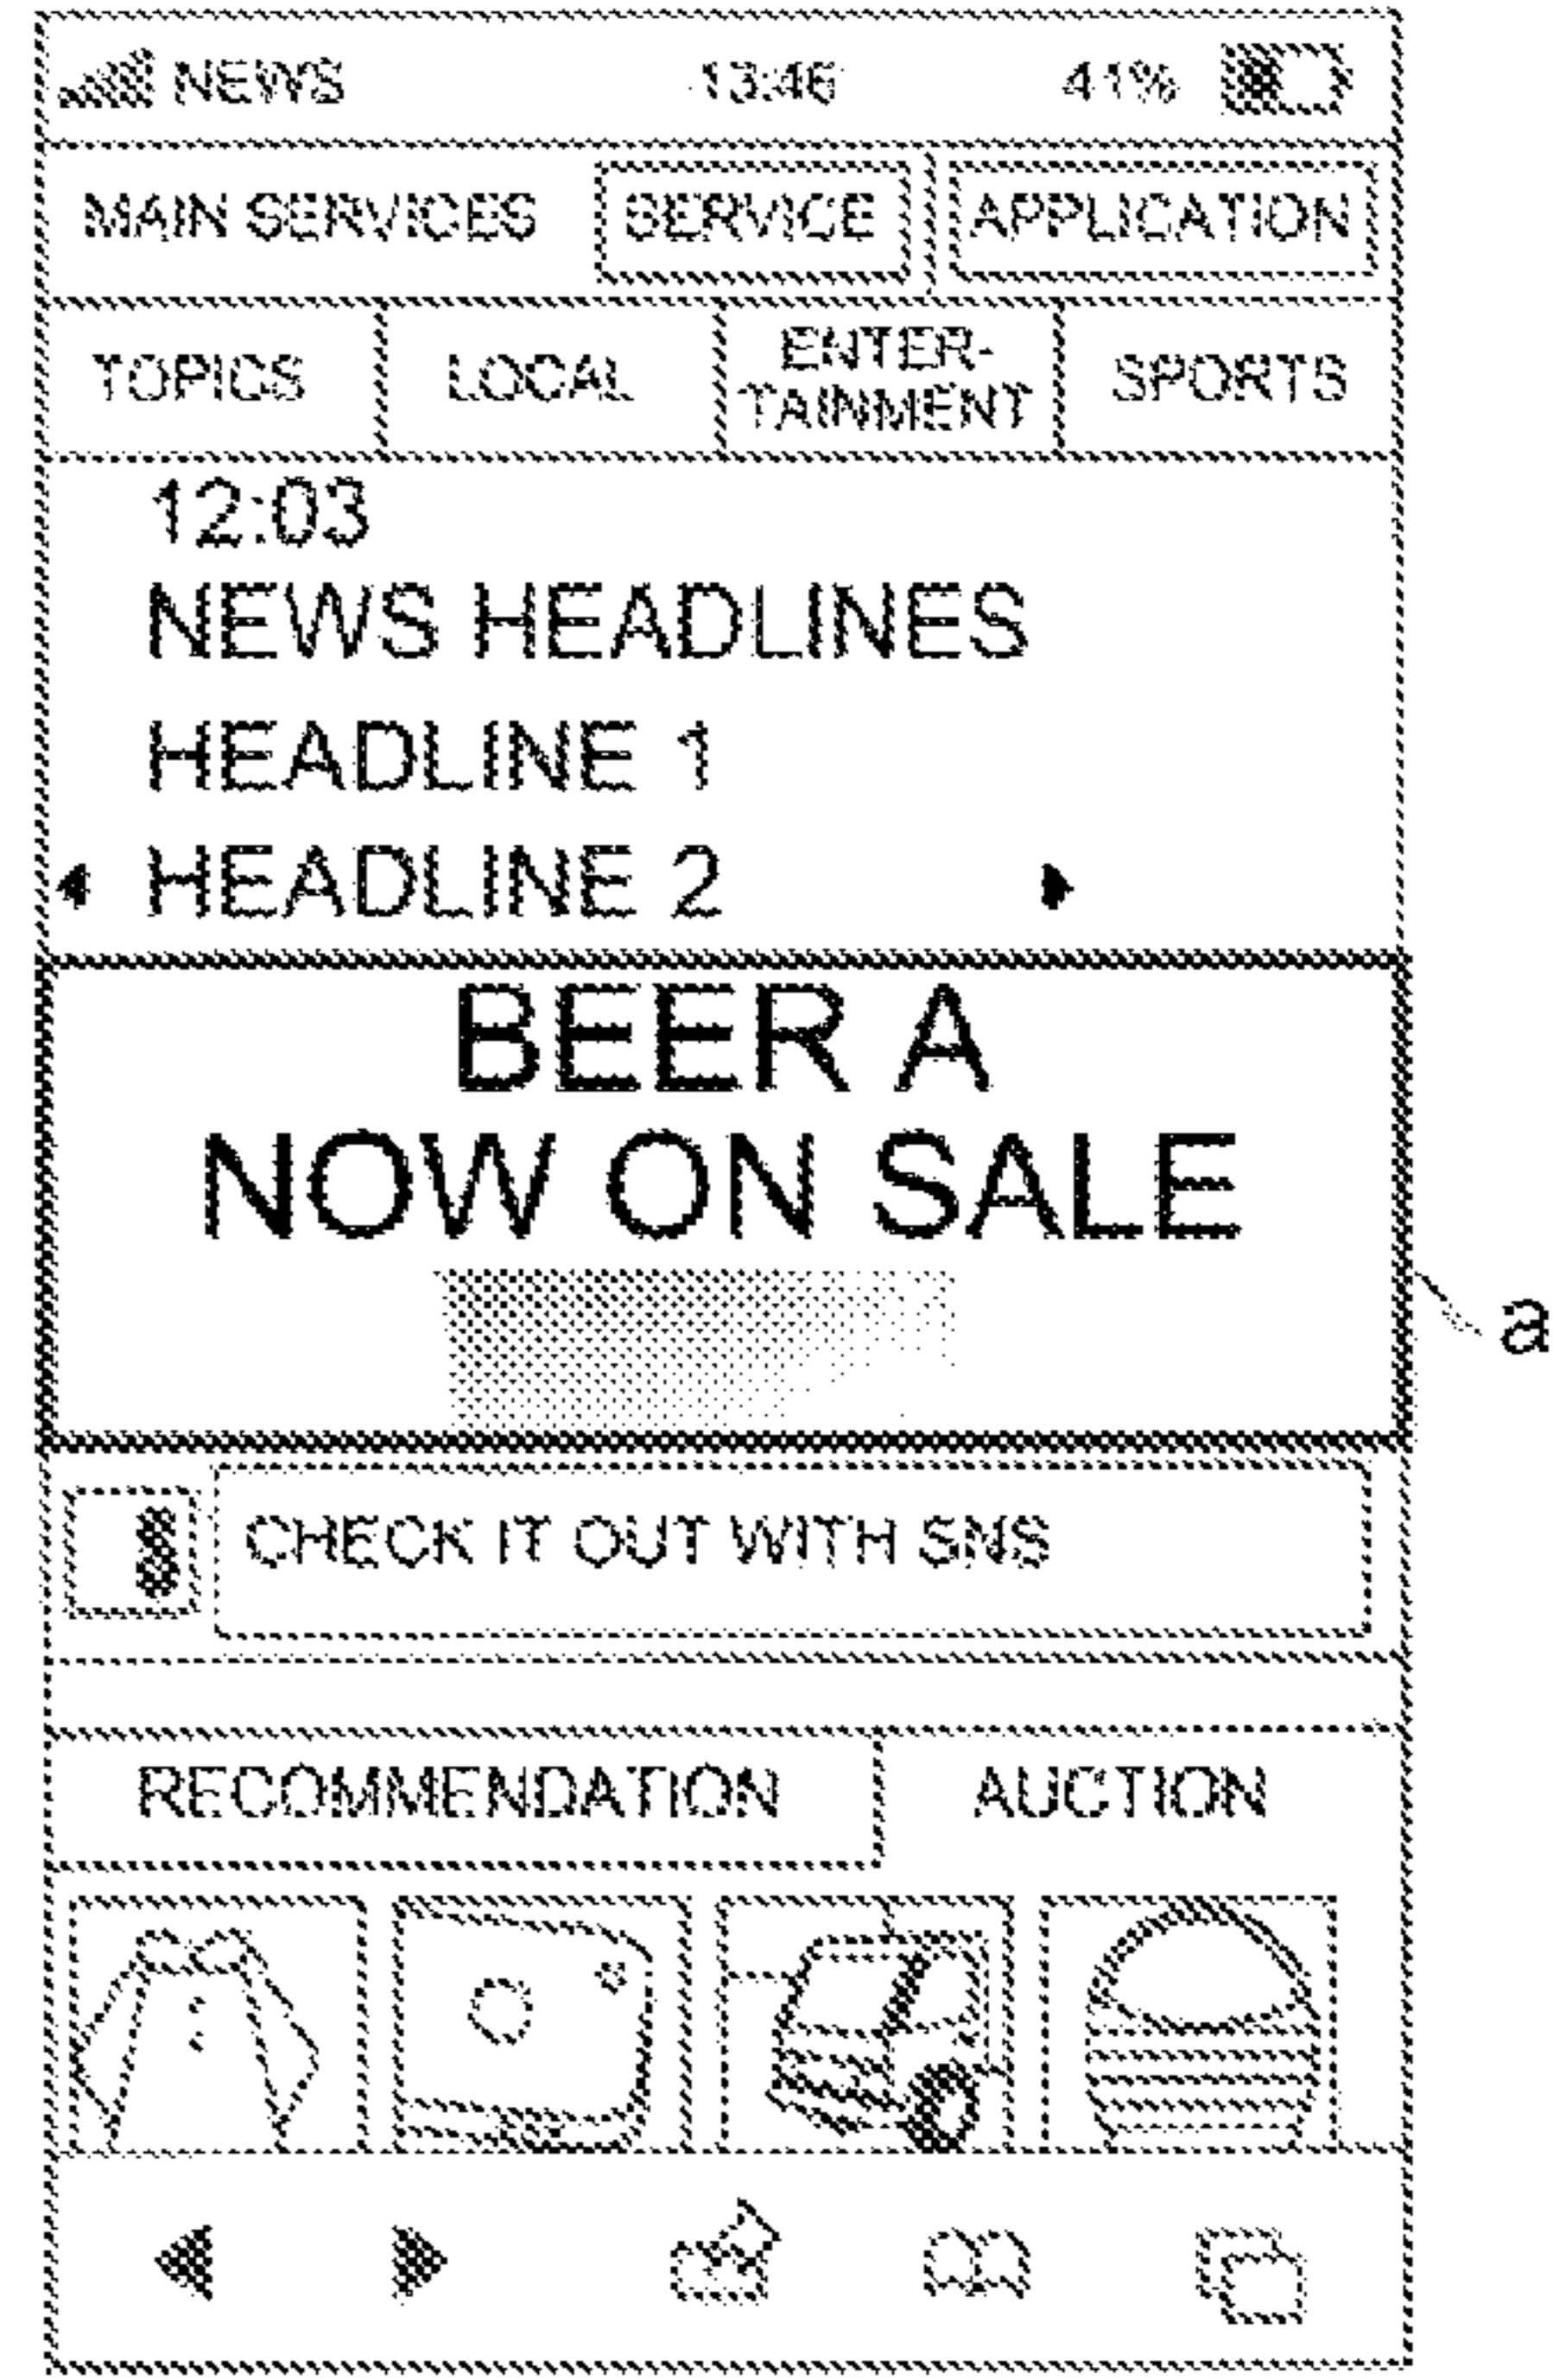 NEWS 13:46 41%
MAIN SERVICES SERVICE APPLICATION
TOPICS LOCAL ENTER-
TAINMENT SPORTS
12:03
NEWS HEADLINES
HEADLINE 1
HEADLINE 2
BEER A
NOW ON SALE
a
CHECK IT OUT WITH SNS
RECOMMENDATION AUCTION